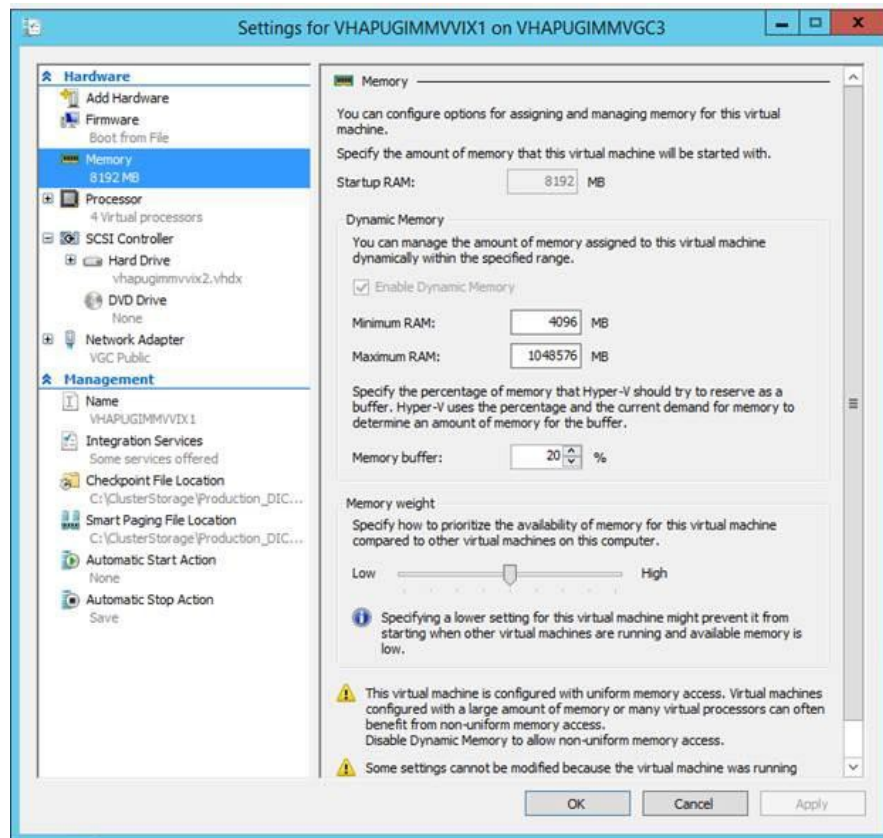 Settings for VHAPUGIMMVVIX1 on VHAPUGIMMVGC3
Hardware
Add Hardware
Firmware
Boot from File
Memory
8192 MB
Processor
4 Virtual processors
SCSI Controller
Hard Drive
vhapugimmvvix2.vhdx
DVD Drive
None
Network Adapter
VGC Public
Management
Name
VHAPUGIMMVVIX1
Integration Services
Some services offered
Checkpoint File Location
C:\ClusterStorage\Production_DIC...
Smart Paging File Location
C:\ClusterStorage\Production_DIC...
Automatic Start Action
None
Automatic Stop Action
Save
Memory
You can configure options for assigning and managing memory for this virtual
machine.
Specify the amount of memory that this virtual machine will be started with.
Startup RAM: 8192 MB
Dynamic Memory
You can manage the amount of memory assigned to this virtual machine
dynamically within the specified range.
Enable Dynamic Memory
Minimum RAM: 4096 MB
Maximum RAM: 1048576 MB
Specify the percentage of memory that Hyper-V should try to reserve as a
buffer. Hyper-V uses the percentage and the current demand for memory to
determine an amount of memory for the buffer.
Memory buffer: 20 %
Memory weight
Specify how to prioritize the availability of memory for this virtual machine
compared to other virtual machines on this computer.
Low High
Specifying a lower setting for this virtual machine might prevent it from
starting when other virtual machines are running and available memory is
low.
This virtual machine is configured with uniform memory access. Virtual machines
configured with a large amount of memory or many virtual processors can often
benefit from non-uniform memory access.
Disable Dynamic Memory to allow non-uniform memory access.
Some settings cannot be modified because the virtual machine was running
OK Cancel Apply